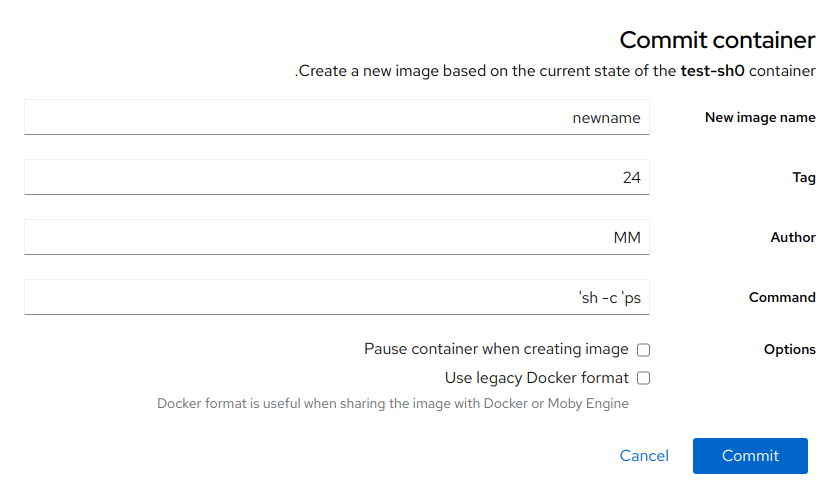 Commit container
.Create a new image based on the current state of the test-sh0 container
New image name
newname
Tag
24
Author
MM
Command
'sh -c 'ps
Options
Pause container when creating image
Use legacy Docker format
Docker format is useful when sharing the image with Docker or Moby Engine
Commit
Cancel